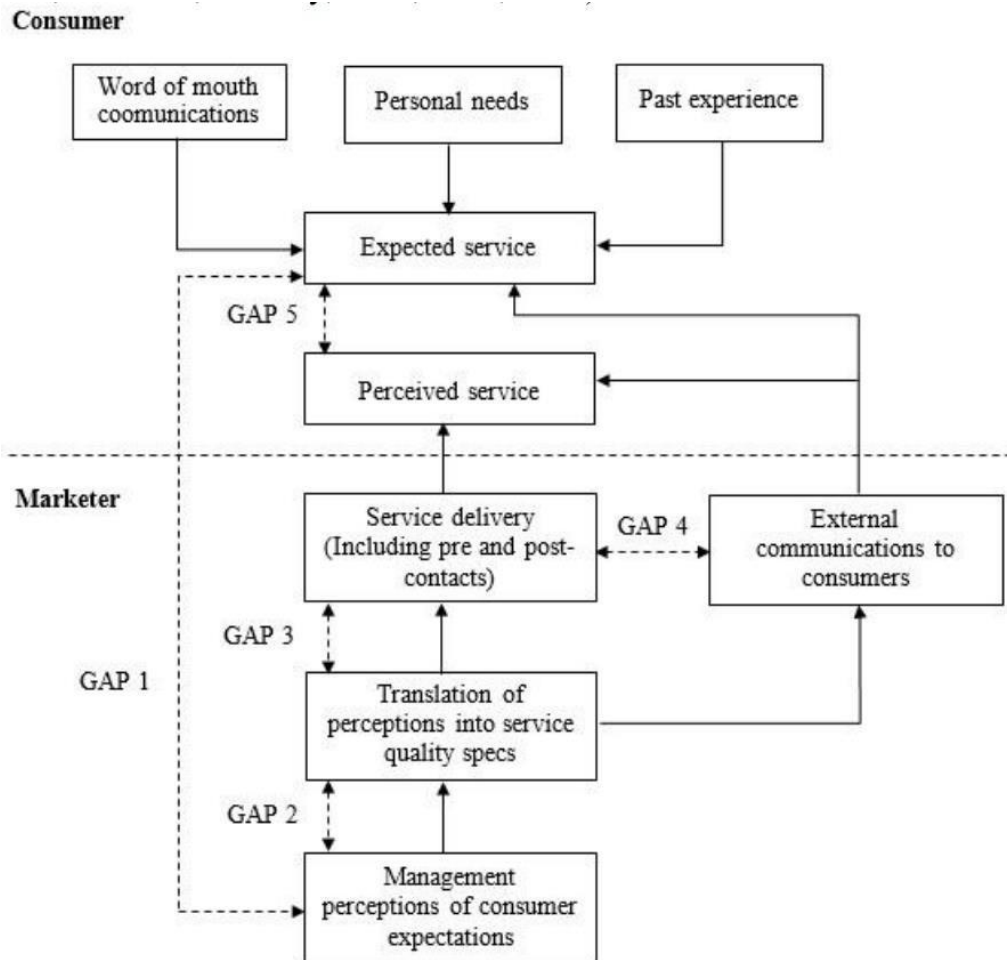 Consumer
Word of mouth
coomunications
Personal needs
Past experience
Expected service
GAP 5
Perceived service
Marketer
Service delivery
(Including pre and post-
contacts)
GAP 4
External
communications to
consumers
GAP 3
GAP 1
Translation of
perceptions into service
quality specs
GAP 2
Management
perceptions of consumer
expectations